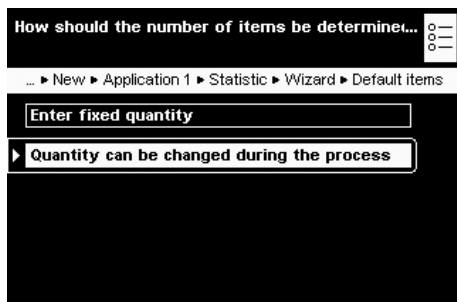 How should the number of items be determine...
... ▸ New ▸ Application 1 ▸ Statistic ▸ Wizard ▸ Default items
Enter fixed quantity
Quantity can be changed during the process